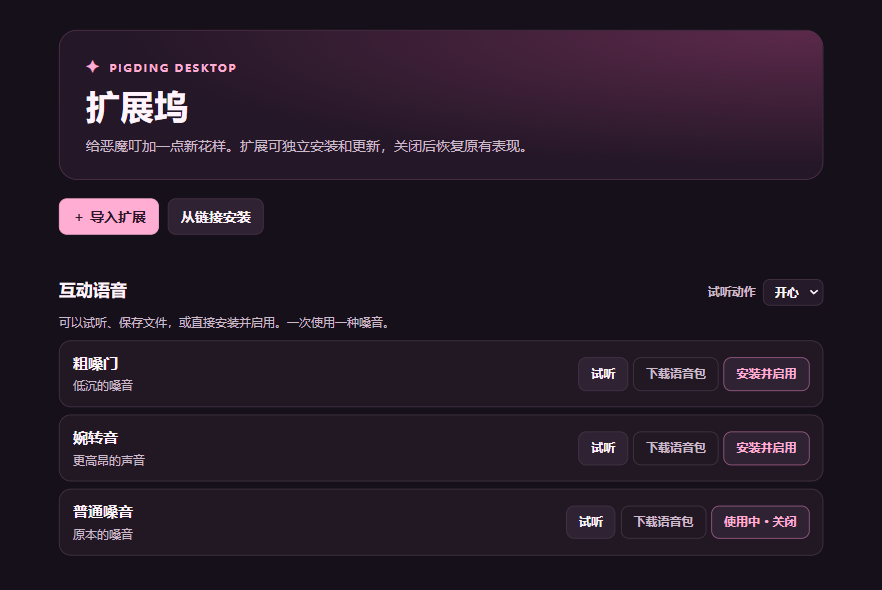 ✦ PIGDING DESKTOP
扩展坞
给恶魔叮加一点新花样。扩展可独立安装和更新，关闭后恢复原有表现。
+ 导入扩展 从链接安装
互动语音 试听动作 开心
可以试听、保存文件，或直接安装并启用。一次使用一种嗓音。
粗嗓门
低沉的嗓音
试听 下载语音包 安装并启用
婉转音
更高昂的声音
试听 下载语音包 安装并启用
普通嗓音
原本的嗓音
试听 下载语音包 使用中·关闭